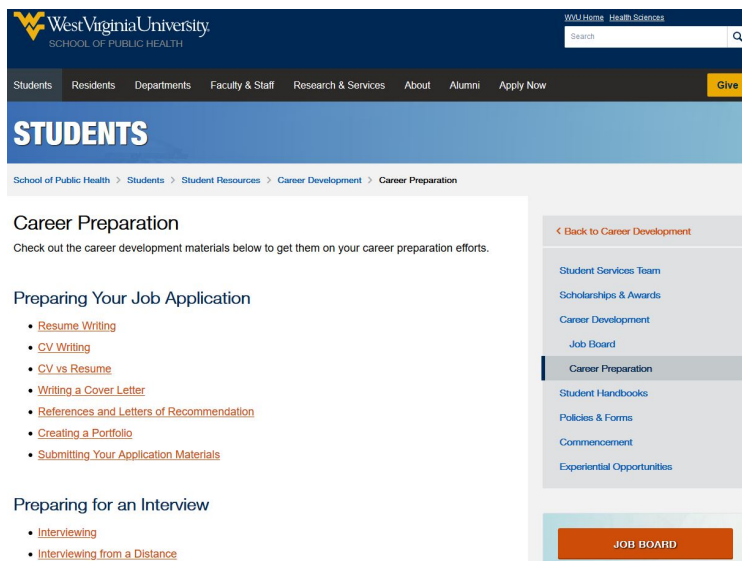 West Virginia University.
SCHOOL OF PUBLIC HEALTH
WVU Home Health Sciences
Search
Students Residents Departments Faculty & Staff Research & Services About Alumni Apply Now Give
STUDENTS
School of Public Health > Students > Student Resources > Career Development > Career Preparation
Career Preparation
Check out the career development materials below to get them on your career preparation efforts.
Preparing Your Job Application
• Resume Writing
• CV Writing
• CV vs Resume
• Writing a Cover Letter
• References and Letters of Recommendation
• Creating a Portfolio
• Submitting Your Application Materials
Preparing for an Interview
• Interviewing
• Interviewing from a Distance
< Back to Career Development
Student Services Team
Scholarships & Awards
Career Development
Job Board
Career Preparation
Student Handbooks
Policies & Forms
Commencement
Experiential Opportunities
JOB BOARD